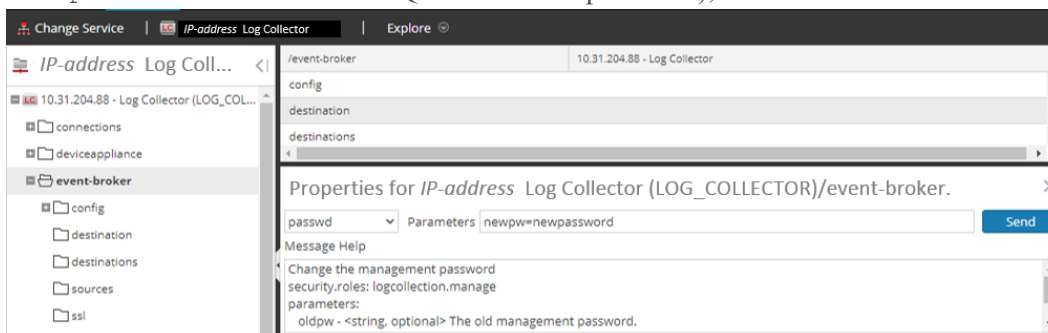 Change Service LC IP-address Log Collector Explore
IP-address Log Coll...
/event-broker 10.31.204.88 - Log Collector
config
destination
destinations
LC 10.31.204.88 - Log Collector (LOG_COL...
connections
deviceappliance
event-broker
config
destination
destinations
sources
ssl
Properties for IP-address Log Collector (LOG_COLLECTOR)/event-broker.
passwd Parameters newpw=newpassword Send
Message Help
Change the management password
security.roles: logcollection.manage
parameters:
oldpw - <string, optional> The old management password.